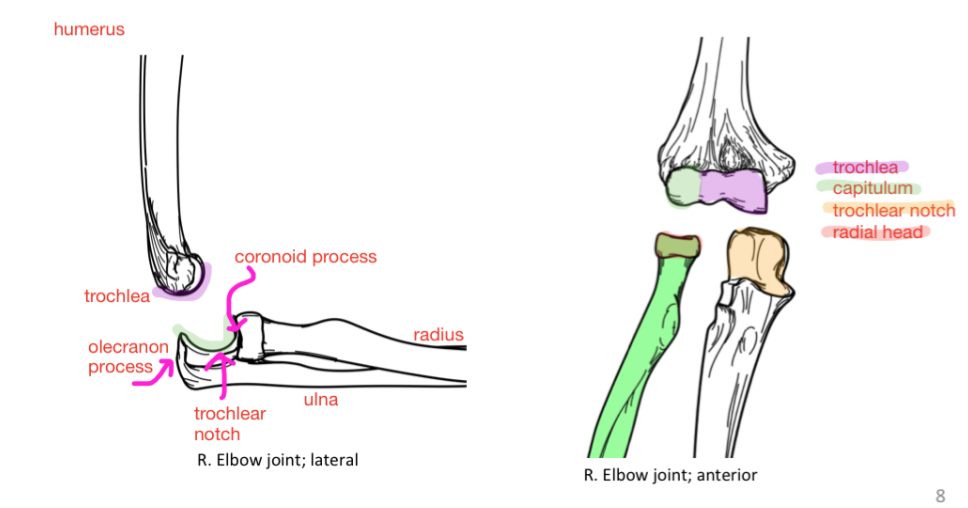 humerus
trochlea
coronoid process
olecranon
process
radius
ulna
trochlear
notch
R. Elbow joint; lateral
trochlea
capitulum
trochlear notch
radial head
R. Elbow joint; anterior
8